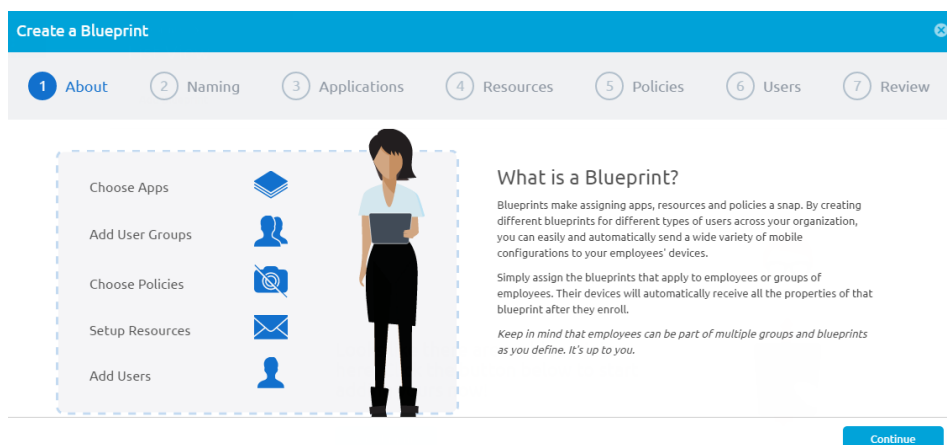 Create a Blueprint
1 About 2 Naming 3 Applications 4 Resources 5 Policies 6 Users 7 Review
Choose Apps
Add User Groups
Choose Policies
Setup Resources
Add Users
What is a Blueprint?
Blueprints make assigning apps, resources and policies a snap. By creating
different blueprints for different types of users across your organization,
you can easily and automatically send a wide variety of mobile
configurations to your employees' devices.
Simply assign the blueprints that apply to employees or groups of
employees. Their devices will automatically receive all the properties of that
blueprint after they enroll.
Keep in mind that employees can be part of multiple groups and blueprints
as you define. It's up to you.
Continue